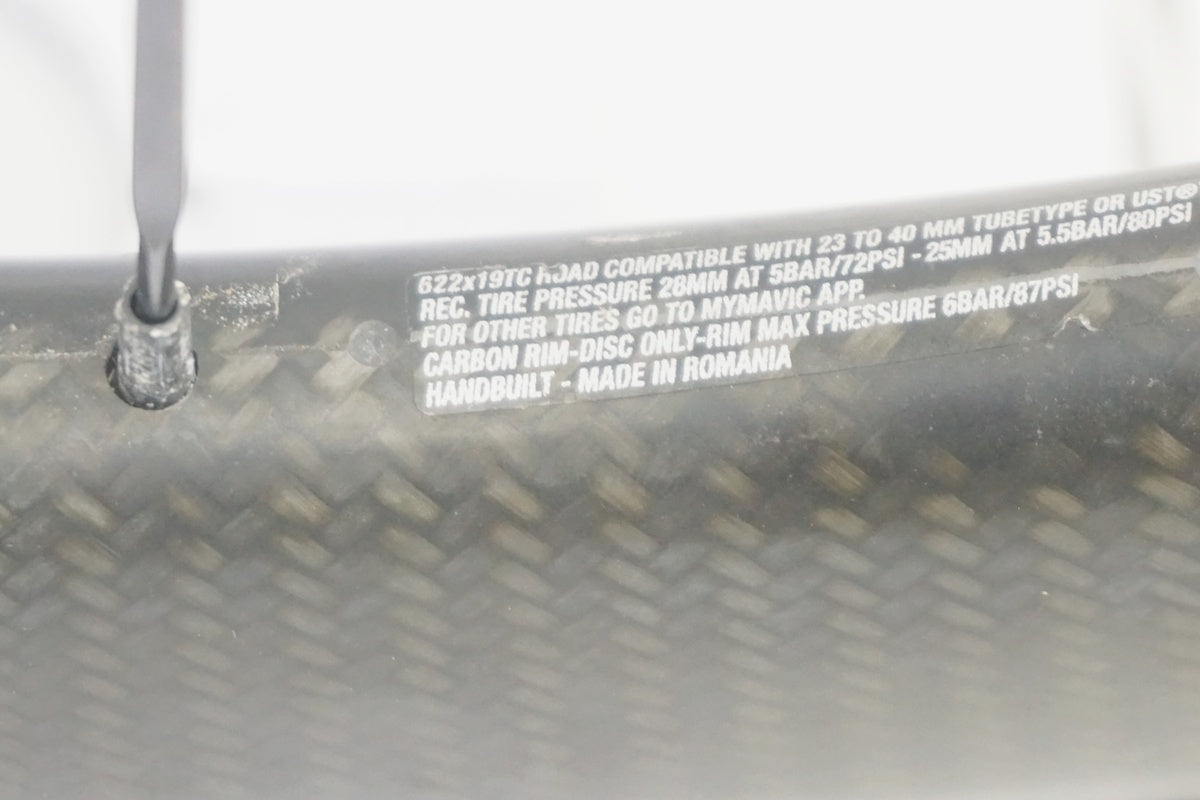 622x19TC ROAD COMPATIBLE WITH 23 TO 40 MM TUBETYPE OR UST®
REC. TIRE PRESSURE 28MM AT 5BAR/72PSI - 25MM AT 5.5BAR/80PSI
FOR OTHER TIRES GO TO MYMAVIC APP.
CARBON RIM-DISC ONLY-RIM MAX PRESSURE 6BAR/87PSI
HANDBUILT - MADE IN ROMANIA